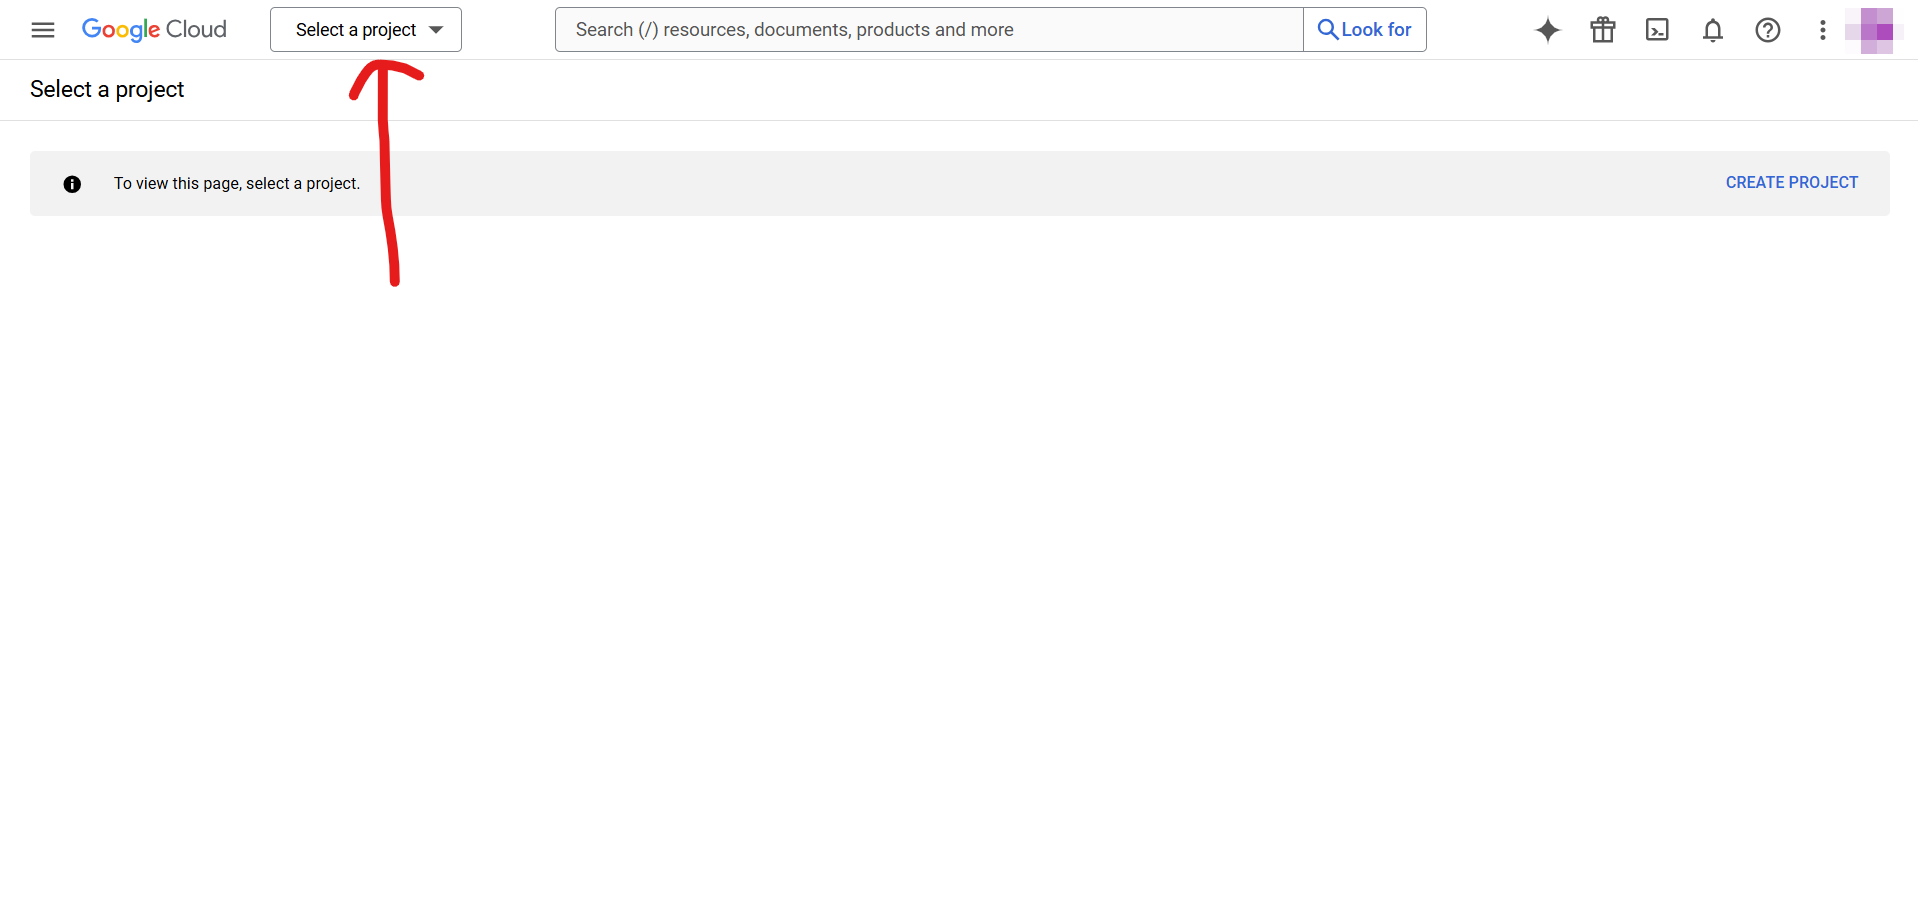 Google Cloud
Select a project
Search (/) resources, documents, products and more
Look for
Select a project
To view this page, select a project.
CREATE PROJECT